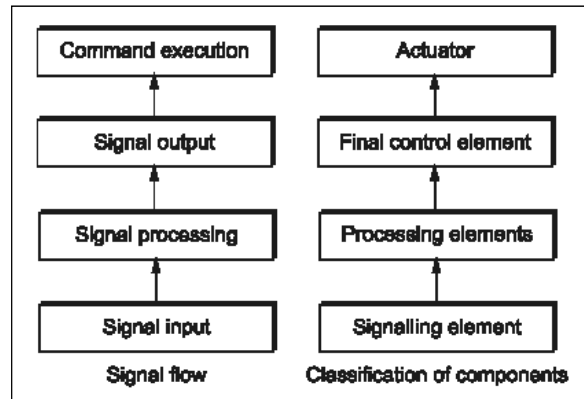 Command execution
Signal output
Signal processing
Signal input
Signal flow
Actuator
Final control element
Processing elements
Signalling element
Classification of components